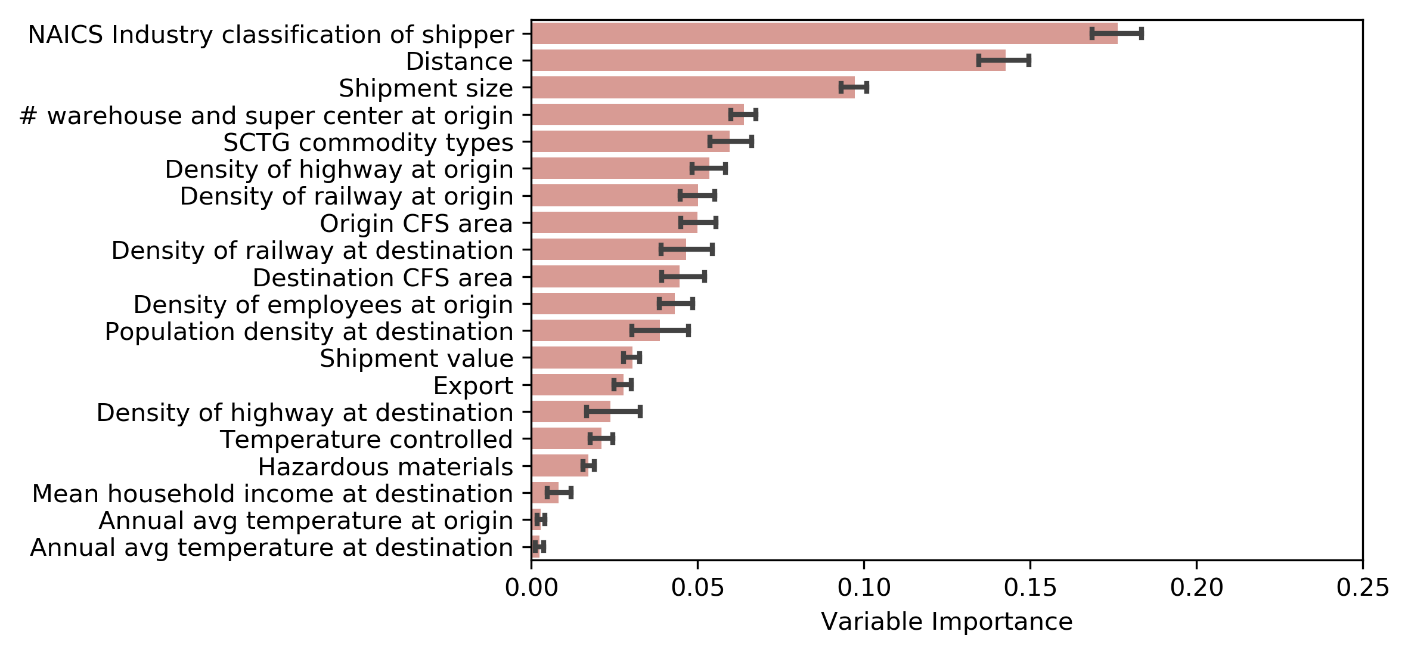 NAICS Industry classification of shipper
Distance
Shipment size
# warehouse and super center at origin
SCTG commodity types
Density of highway at origin
Density of railway at origin
Origin CFS area
Density of railway at destination
Destination CFS area
Density of employees at origin
Population density at destination
Shipment value
Export
Density of highway at destination
Temperature controlled
Hazardous materials
Mean household income at destination
Annual avg temperature at origin
Annual avg temperature at destination
0.00 0.05 0.10 0.15 0.20 0.25
Variable Importance